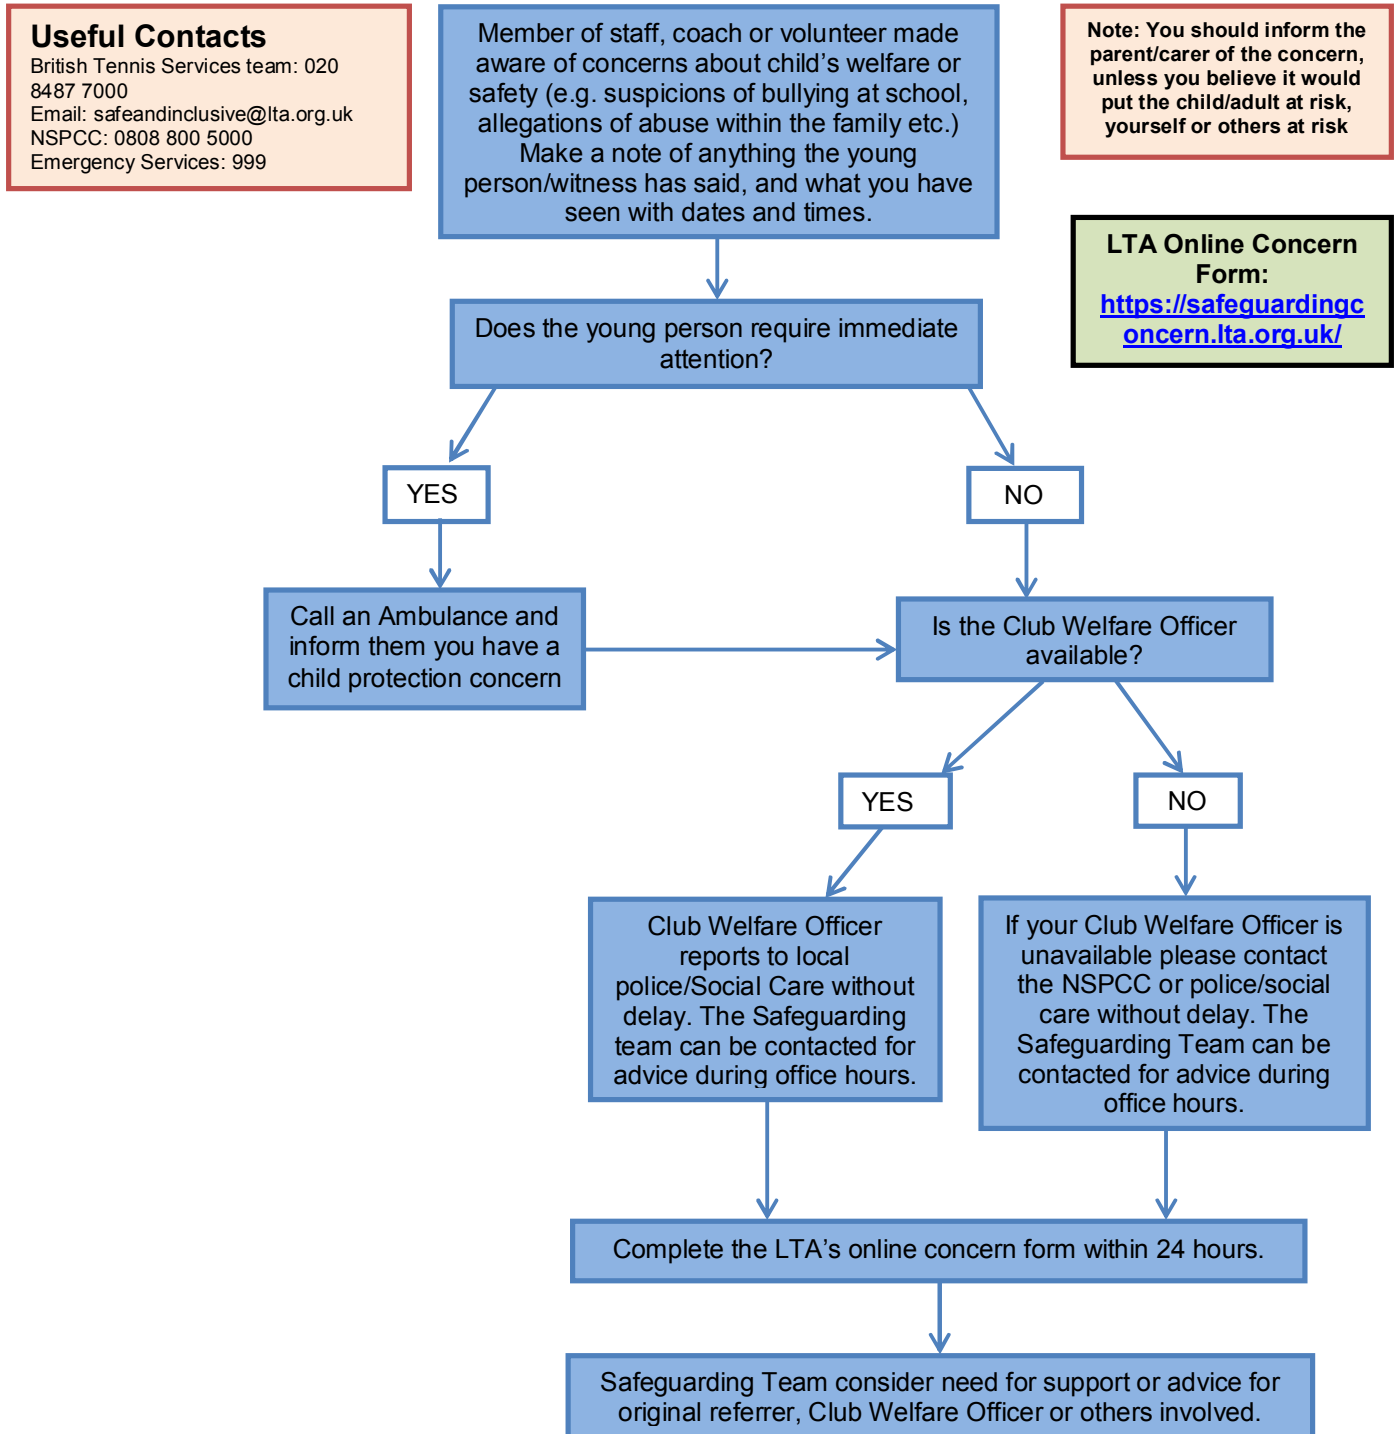 Useful Contacts
British Tennis Services team: 020
8487 7000
Email: safeandinclusive@lta.org.uk
NSPCC: 0808 800 5000
Emergency Services: 999
Member of staff, coach or volunteer made
aware of concerns about child's welfare or
safety (e.g. suspicions of bullying at school,
allegations of abuse within the family etc.)
Make a note of anything the young
person/witness has said, and what you have
seen with dates and times.
Note: You should inform the
parent/carer of the concern,
unless you believe it would
put the child/adult at risk,
yourself or others at risk
LTA Online Concern
Form:
https://safeguardingc
oncern.lta.org.uk/
Does the young person require immediate
attention?
YES
NO
Call an Ambulance and
inform them you have a
child protection concern
Is the Club Welfare Officer
available?
YES
NO
Club Welfare Officer
reports to local
police/Social Care without
delay. The Safeguarding
team can be contacted for
advice during office hours.
If your Club Welfare Officer is
unavailable please contact
the NSPCC or police/social
care without delay. The
Safeguarding Team can be
contacted for advice during
office hours.
Complete the LTA's online concern form within 24 hours.
Safeguarding Team consider need for support or advice for
original referrer, Club Welfare Officer or others involved.